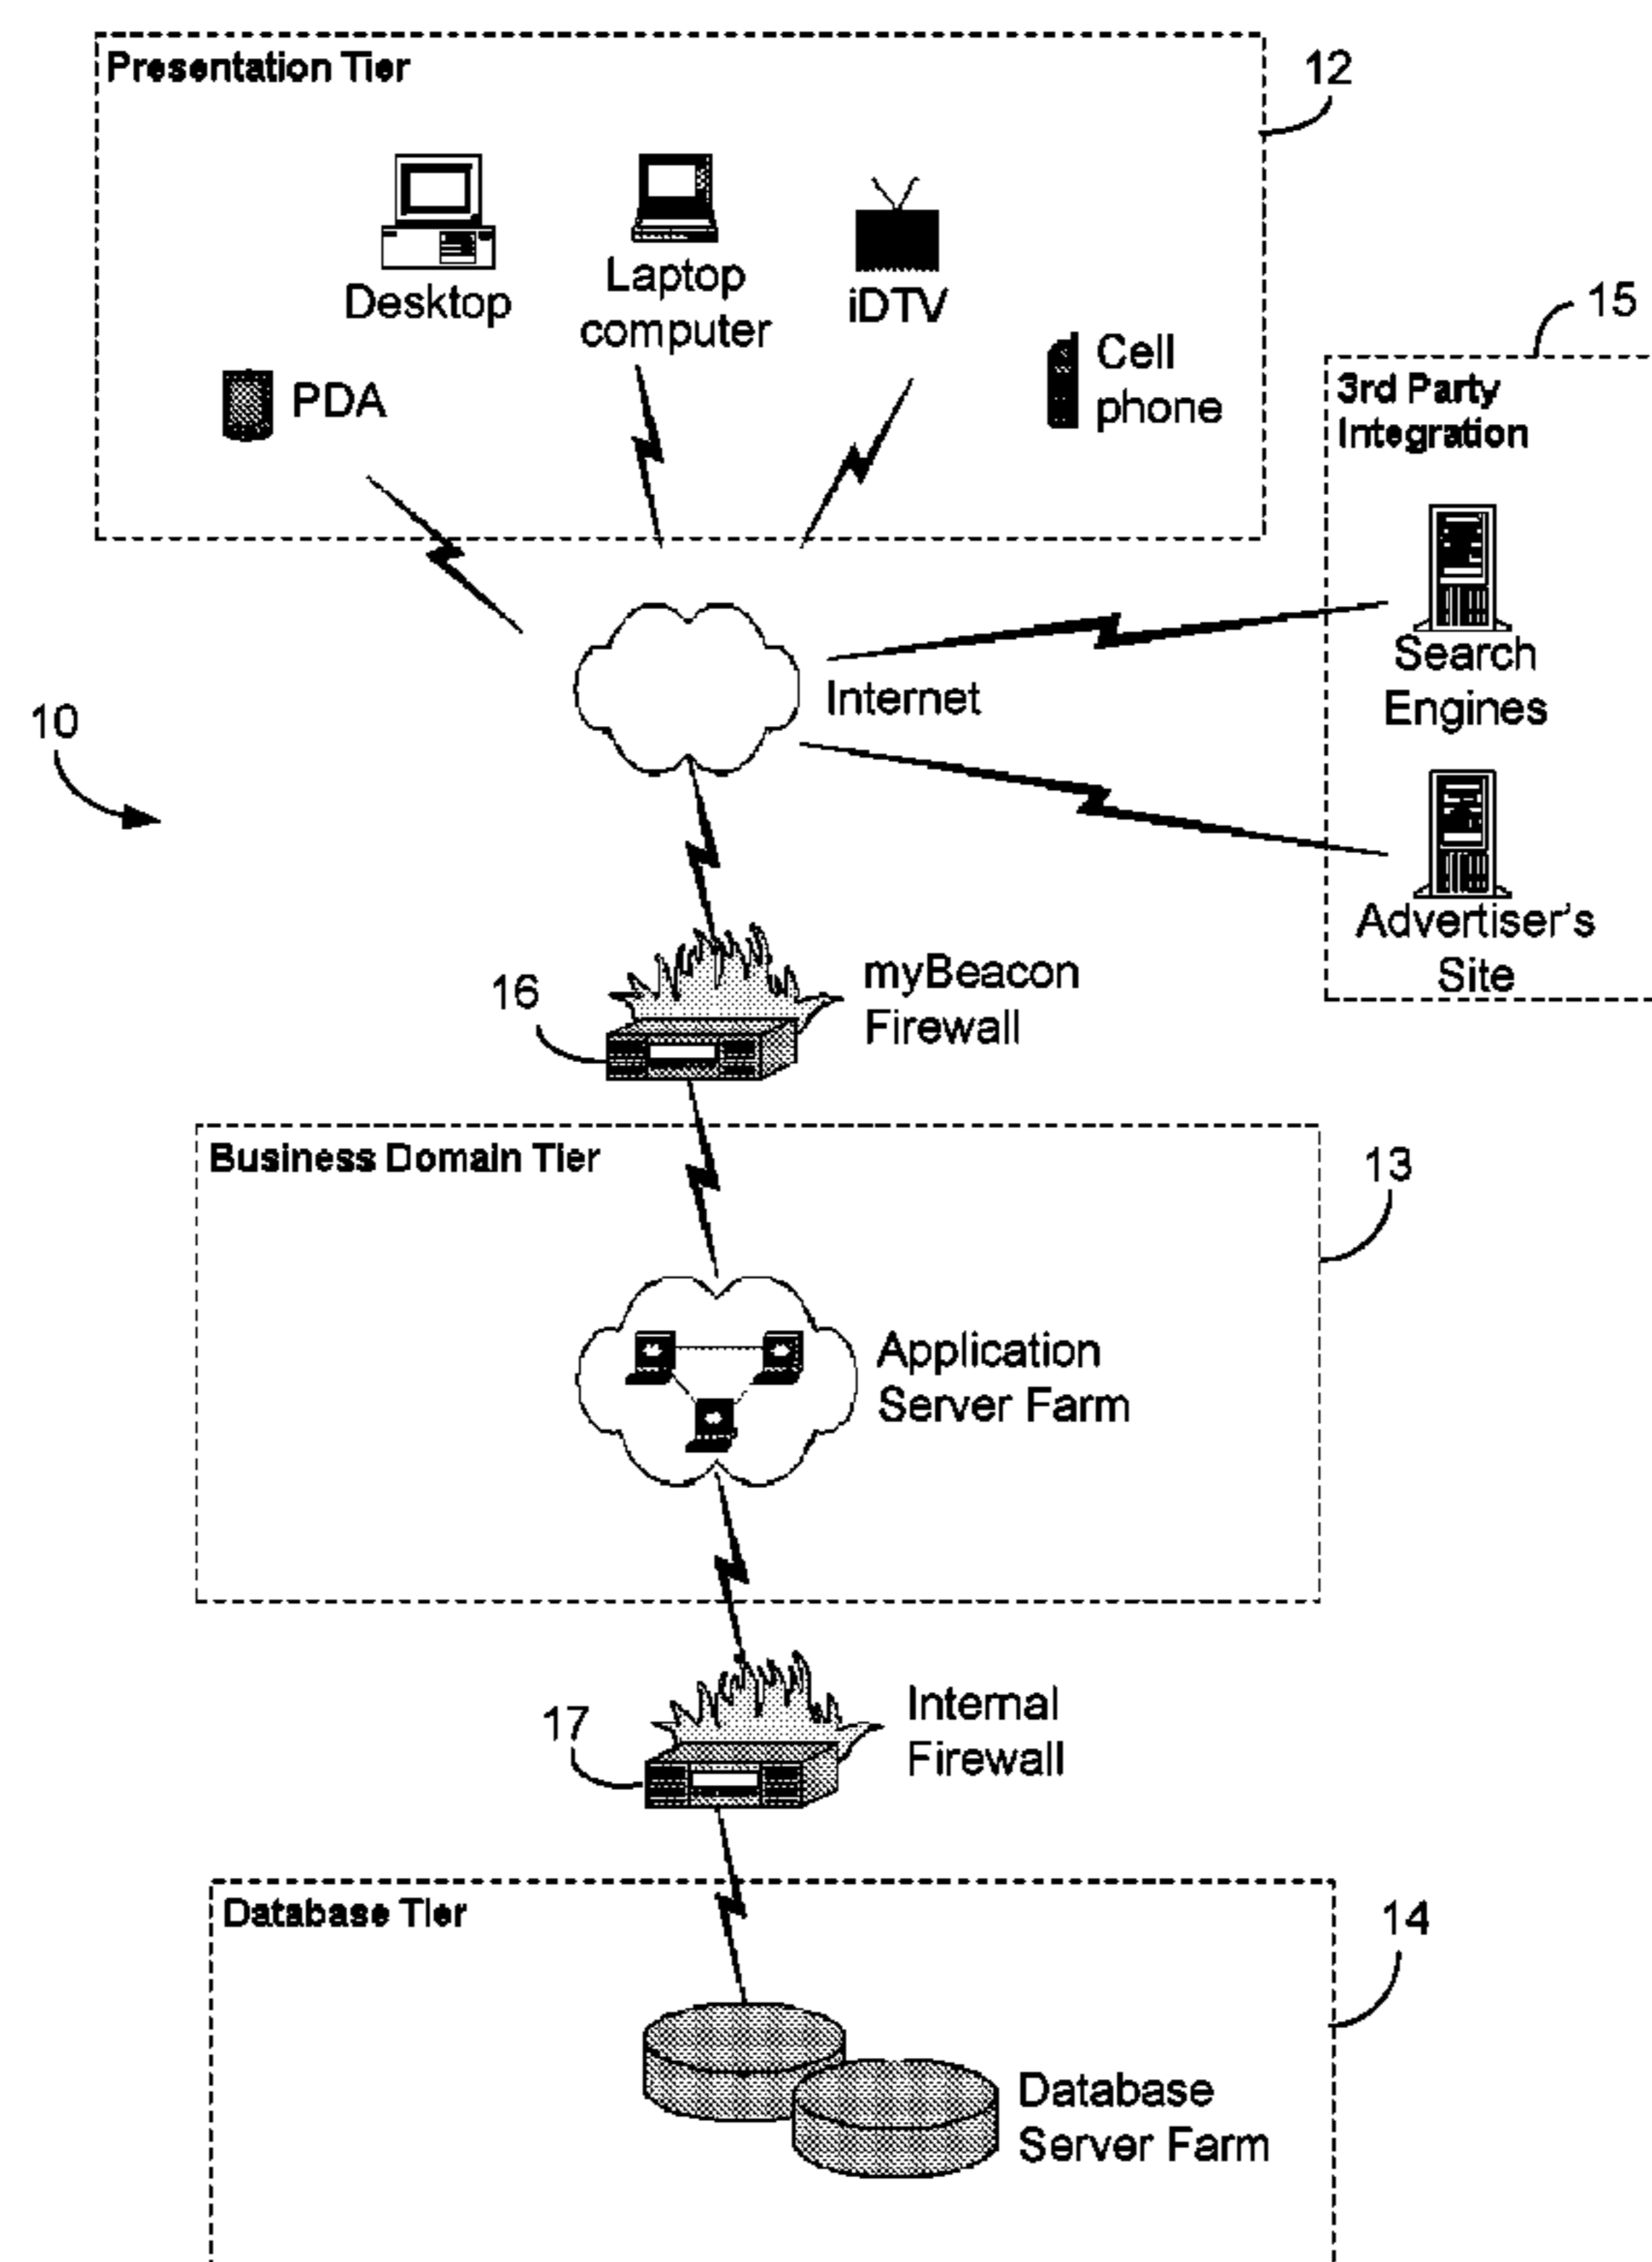 Presentation Tier
12
Desktop
Laptop
computer
iDTV
PDA
Cell
phone
15
3rd Party
Integration
Search
Engines
Internet
10
Advertiser's
Site
myBeacon
Firewall
16
Business Domain Tier
13
Application
Server Farm
Internal
Firewall
17
Database Tier
14
Database
Server Farm